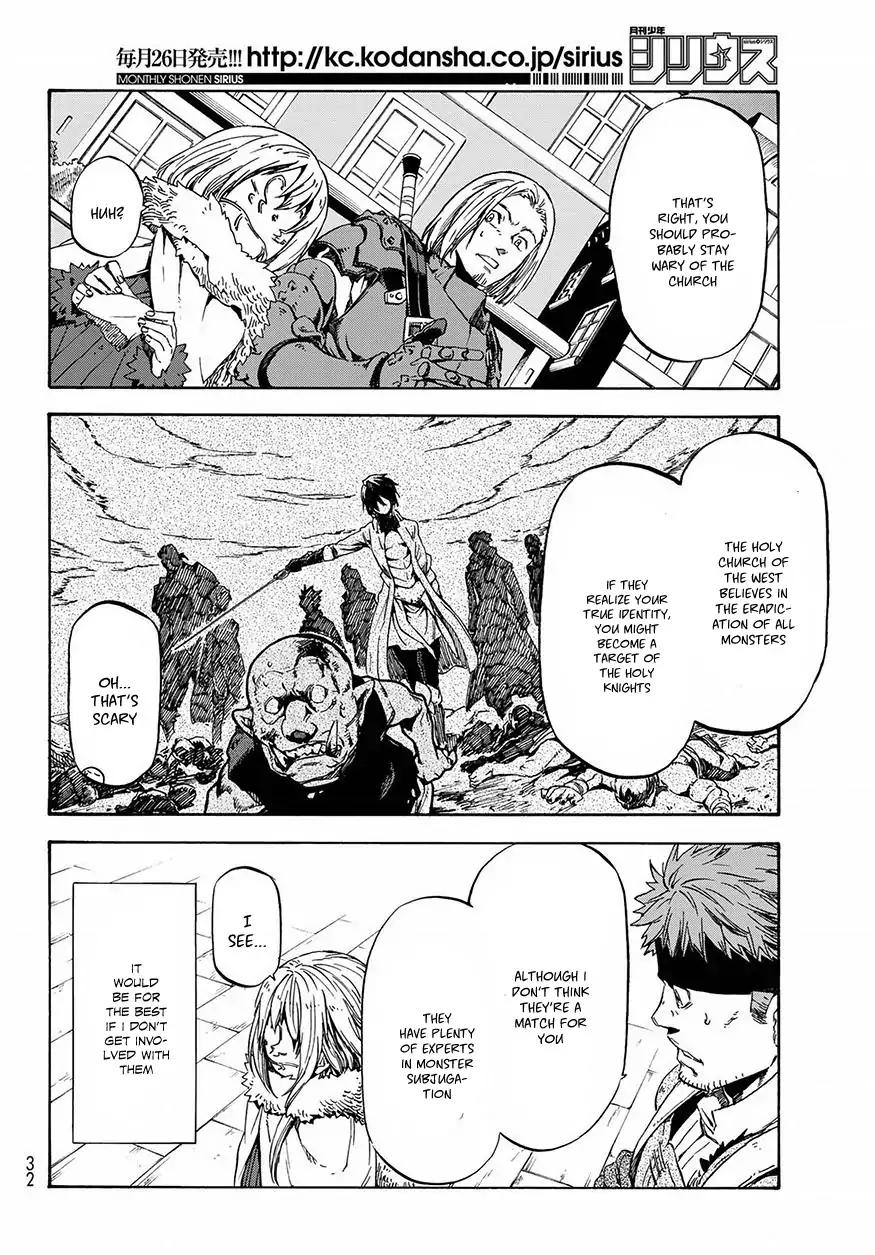 毎月26日発売!!! http://kc.kodansha.co.jp/sirius
MONTHLY SHONEN SIRIUS
月刊少年
シリウス
THAT'S
RIGHT, YOU
SHOULD PRO-
BABLY STAY
WARY OF THE
CHURCH
HUH?
THE HOLY
CHURCH OF
THE WEST
BELIEVES IN
THE ERADIC-
ATION OF ALL
MONSTERS
IF THEY
REALIZE YOUR
TRUE IDENTITY,
YOU MIGHT
BECOME A
TARGET OF
THE HOLY
KNIGHTS
OH...
THAT'S
SCARY
ALTHOUGH I
DON'T THINK
THEY'RE A
MATCH FOR
YOU
THEY
HAVE PLENTY
OF EXPERTS
IN MONSTER
SUBJUGA-
TION
I
SEE...
IT
WOULD
BE FOR
THE BEST
IF I DON'T
GET INVO-
LVED WITH
THEM
32